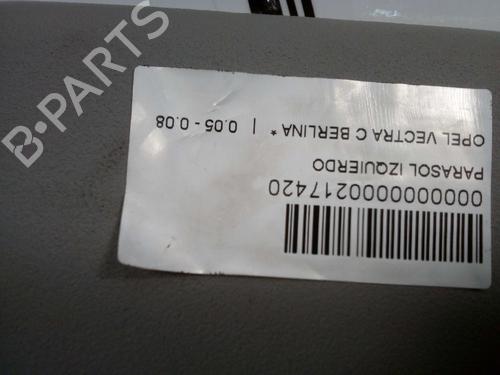 0000000000217420
PARASOL IZQUIERDO
OPEL VECTRA C BERLINA * | 0.05 - 0.08
B-PARTS